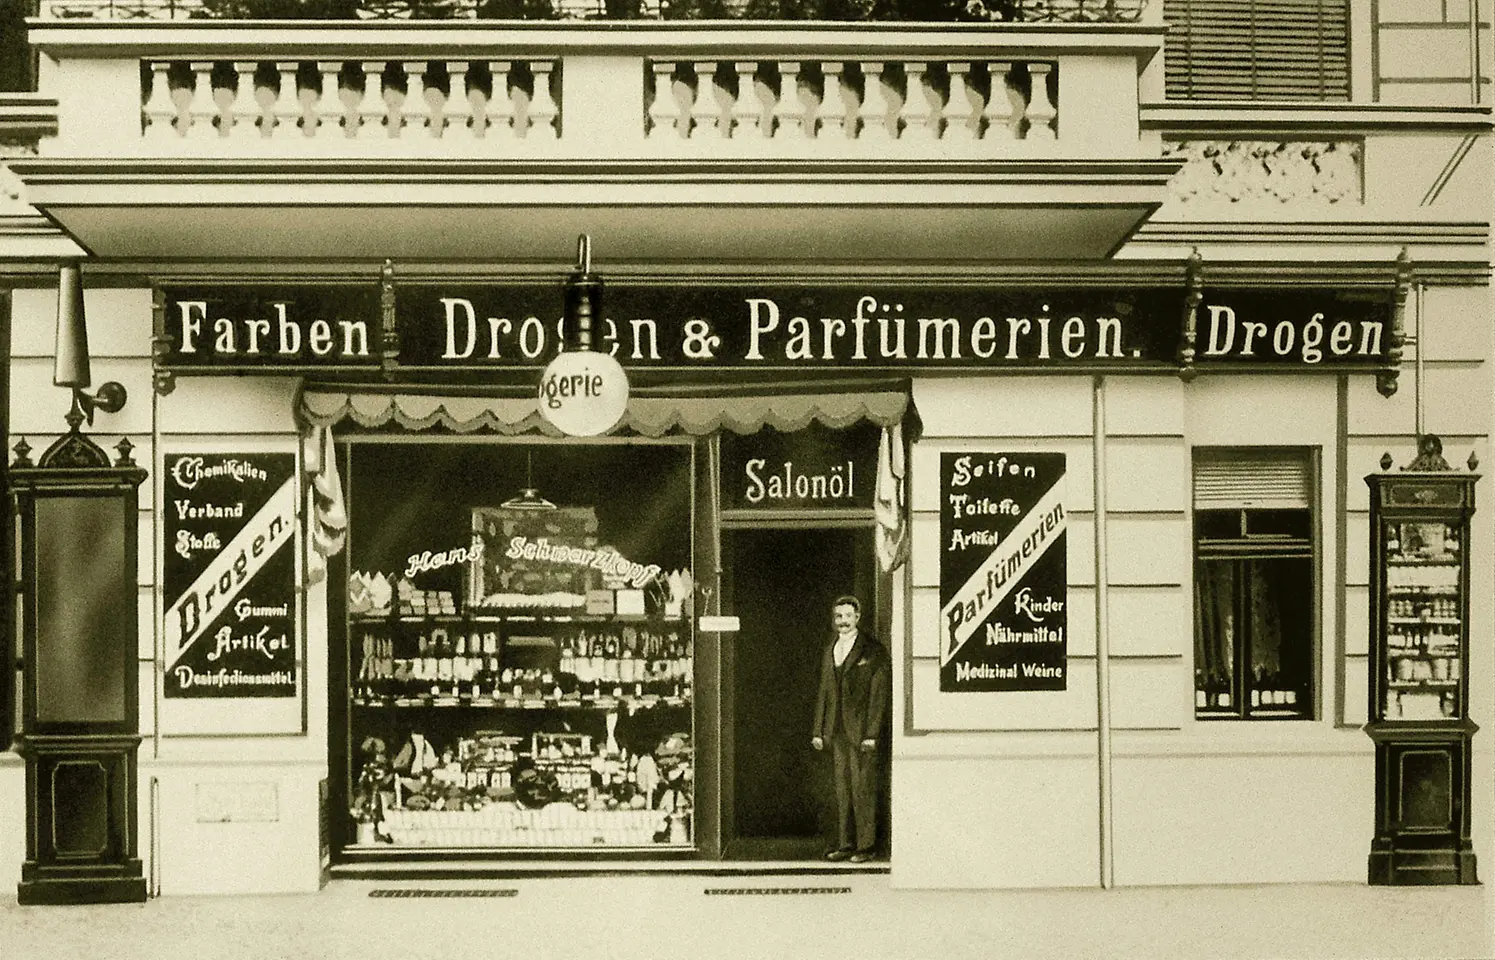 Farben
Drogen & Parfümerien.
Drogen
ogerie
Salonöl
Chemikalien
Verband
Stoffe
Drogen.
Gummi
Artikel
Desinfectionsmittel
Hans Schwarzkopf
Seifen
Toilette
Artikel
Parfümerien
Kinder
Nährmittel
Medizinal Weine